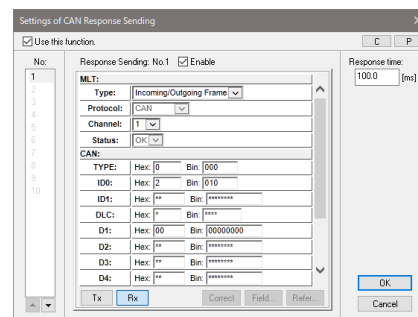 Settings of CAN Response Sending
Use this function. C P
No: Response Sending: No.1 Enable Response time:
1 100.0 [ms]
2
3
4
5
6
7
8
9
10
MLT:
Type: Incoming/Outgoing Frame
Protocol: CAN
Channel: 1
Status: OK
CAN:
TYPE: Hex: 0 Bin: 000
ID0: Hex: 2 Bin: 010
ID1: Hex: ** Bin: ********
DLC: Hex: * Bin: ****
D1: Hex: 00 Bin: 00000000
D2: Hex: ** Bin: ********
D3: Hex: ** Bin: ********
D4: Hex: ** Bin: ********
Tx Rx Correct Field... Refer...
OK
Cancel